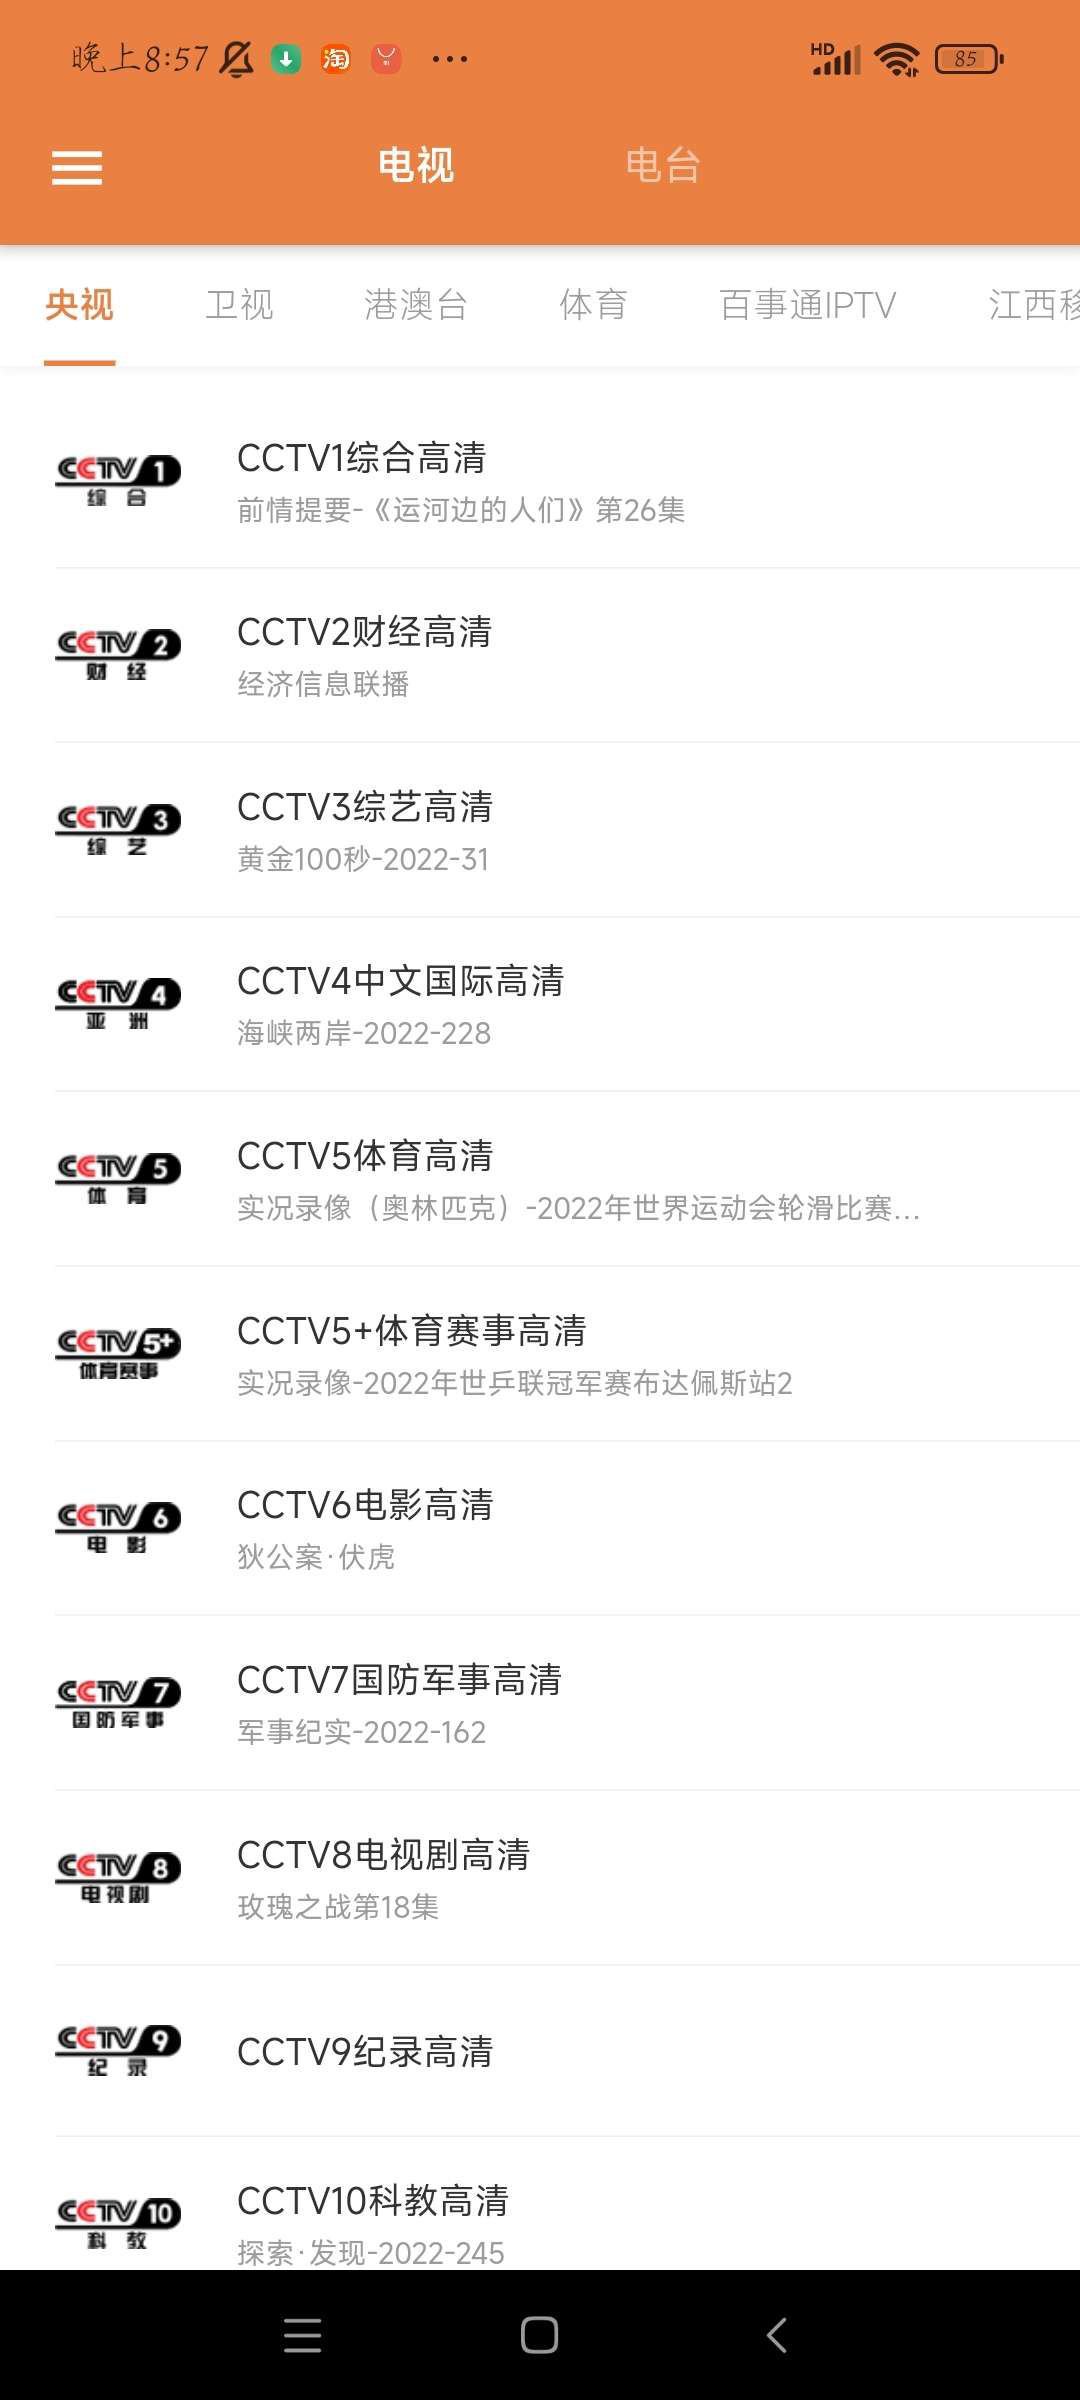 晚上8:57
淘
HD
85
电视
电台
央视
卫视
港澳台
体育
百事通IPTV
江西移
CCTV 1 综合
CCTV1综合高清
前情提要-《运河边的人们》第26集
CCTV 2 财经
CCTV2财经高清
经济信息联播
CCTV 3 综艺
CCTV3综艺高清
黄金100秒-2022-31
CCTV 4 亚洲
CCTV4中文国际高清
海峡两岸-2022-228
CCTV 5 体育
CCTV5体育高清
实况录像（奥林匹克）-2022年世界运动会轮滑比赛...
CCTV 5+ 体育赛事
CCTV5+体育赛事高清
实况录像-2022年世乒联冠军赛布达佩斯站2
CCTV 6 电影
CCTV6电影高清
狄公案·伏虎
CCTV 7 国防军事
CCTV7国防军事高清
军事纪实-2022-162
CCTV 8 电视剧
CCTV8电视剧高清
玫瑰之战第18集
CCTV 9 纪录
CCTV9纪录高清
CCTV 10 科教
CCTV10科教高清
探索·发现-2022-245